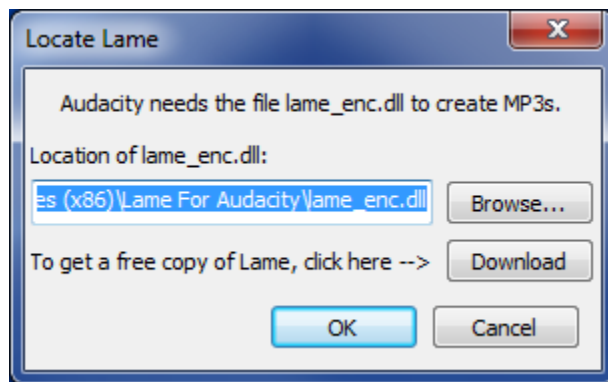 Locate Lame
Audacity needs the file lame_enc.dll to create MP3s.
Location of lame_enc.dll:
es (x86)\Lame For Audacity\lame_enc.dll
Browse...
To get a free copy of Lame, click here -->
Download
OK
Cancel